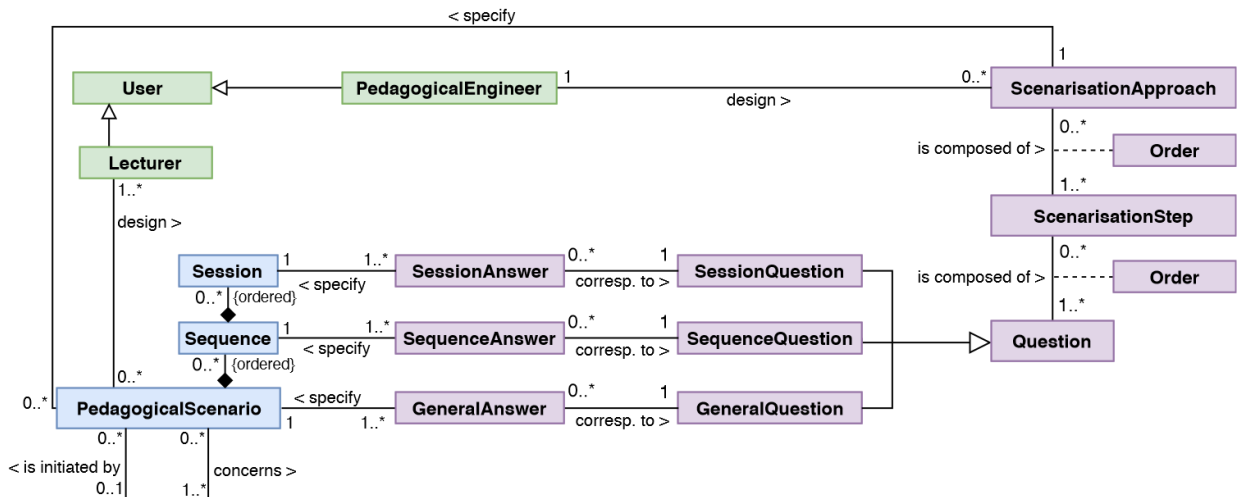 < specify
User
PedagogicalEngineer
1
design >
0..*
1
ScenarisationApproach
Lecturer
1..*
design >
0..*
is composed of >
Order
1..*
ScenarisationStep
0..*
is composed of >
Order
1..*
Question
Session
1
< specify
1..*
SessionAnswer
0..*
corresp. to >
1
SessionQuestion
0..*
{ordered}
Sequence
1
< specify
1..*
SequenceAnswer
0..*
corresp. to >
1
SequenceQuestion
0..*
{ordered}
0..*
0..*
PedagogicalScenario
1
< specify
1..*
GeneralAnswer
0..*
corresp. to >
1
GeneralQuestion
0..*
< is initiated by
0..1
0..*
concerns >
1..*